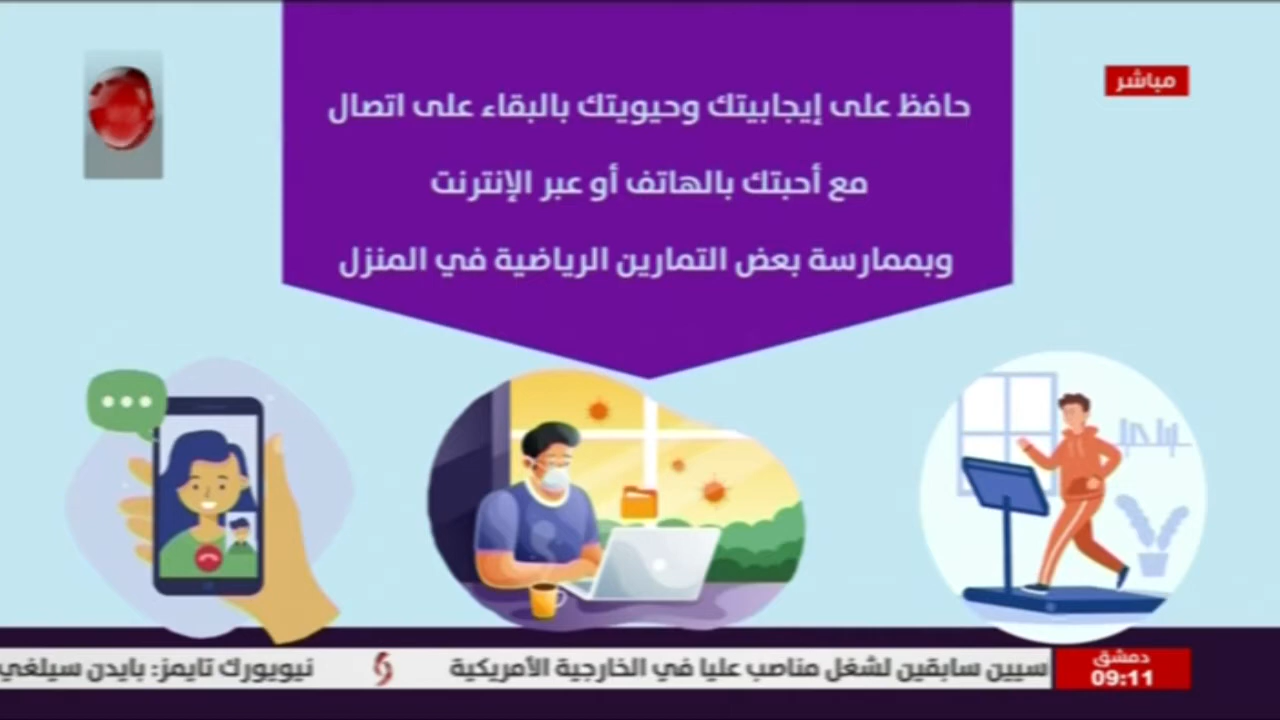 مباشر
حافظ على إيجابيتك وحيويتك بالبقاء على اتصال
مع أحبتك بالهاتف أو عبر الإنترنت
وبممارسة بعض التمارين الرياضية في المنزل
دمشق
09:11
سيين سابقين لشغل مناصب عليا في الخارجية الأمريكية نيويورك تايمز: بايدن سيلغي